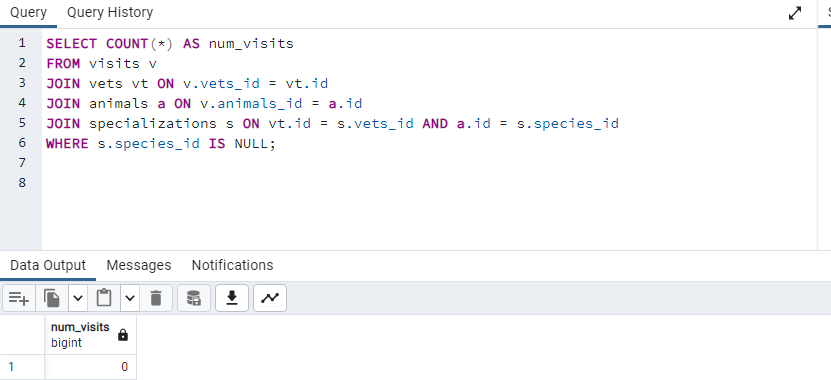 Query Query History
1 SELECT COUNT(*) AS num_visits
2 FROM visits v
3 JOIN vets vt ON v.vets_id = vt.id
4 JOIN animals a ON v.animals_id = a.id
5 JOIN specializations s ON vt.id = s.vets_id AND a.id = s.species_id
6 WHERE s.species_id IS NULL;
7
8
Data Output Messages Notifications
num_visits
bigint
1 0